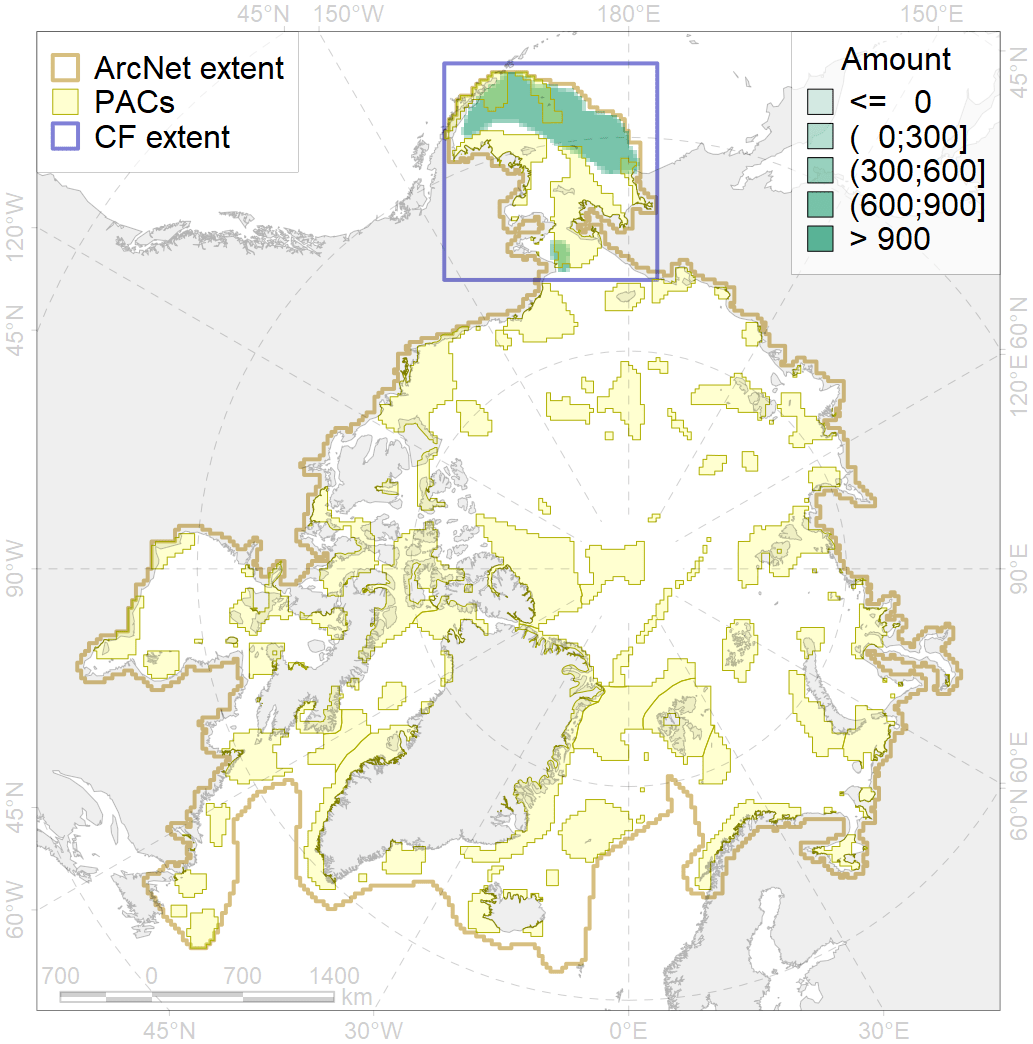 45°N 150°W 180°E 150°E
ArcNet extent
PACs
CF extent
Amount
<= 0
( 0;300]
(300;600]
(600;900]
> 900
45°N
120°W
45°N
60°N
120°E
90°W
90°E
60°E
60°N
45°N
60°W
700 0 700 1400
km
45°N 30°W 0°E 30°E